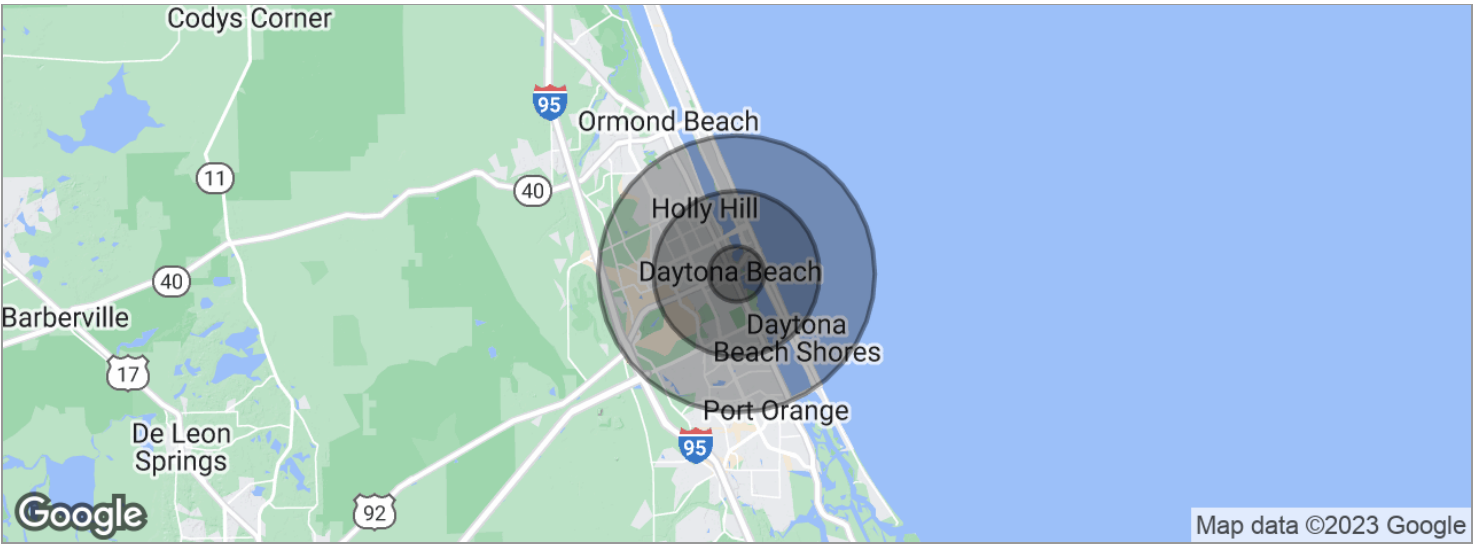 Codys Corner
95
Ormond Beach
11
40
Holly Hill
40
Daytona Beach
Barberville
Daytona
Beach Shores
17
Port Orange
De Leon
Springs
95
92
Google
Map data ©2023 Google